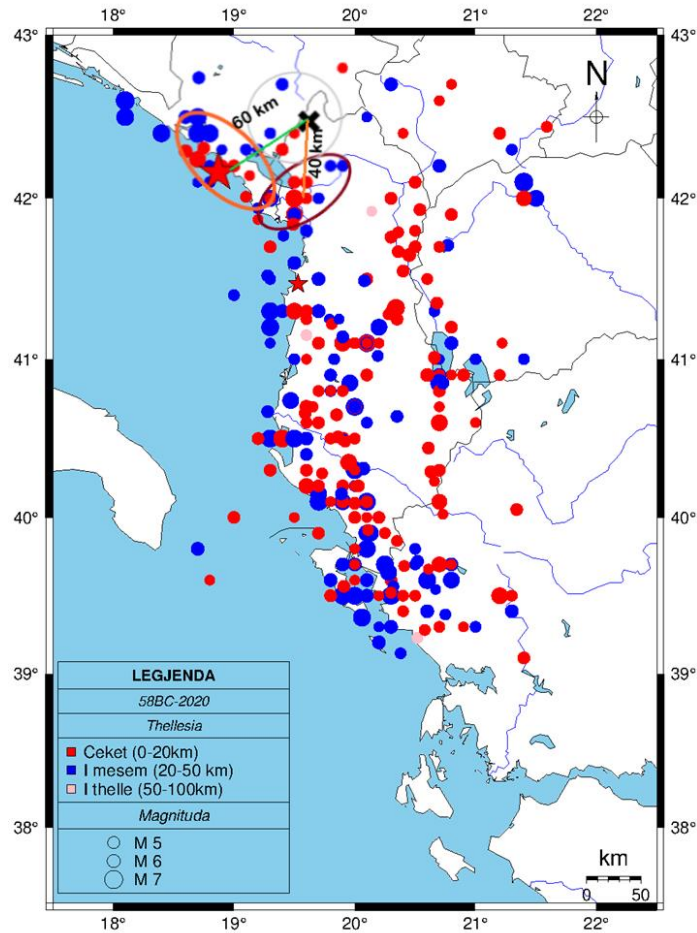 18° 19° 20° 21° 22°
43° 43°
N
60 km
40 km
42° 42°
41° 41°
40° 40°
39° 39°
LEGJENDA
58BC-2020
Thellesia
Ceket (0-20km)
I mesem (20-50 km)
I thelle (50-100km)
Magnituda
M 5
M 6
M 7
38° 38°
km
0 50
18° 19° 20° 21° 22°